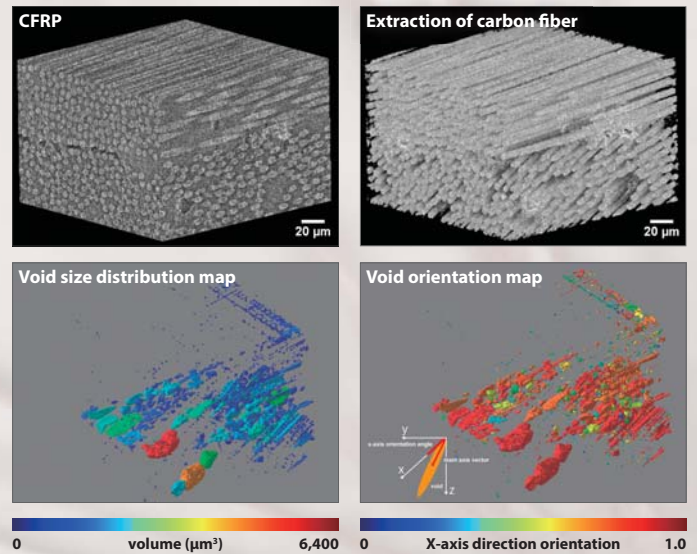 CFRP
20 µm
Extraction of carbon fiber
20 µm
Void size distribution map
Void orientation map
y
x-axis orientation angle
main axis vector
x
void
z
0 volume (µm³) 6,400
0 X-axis direction orientation 1.0